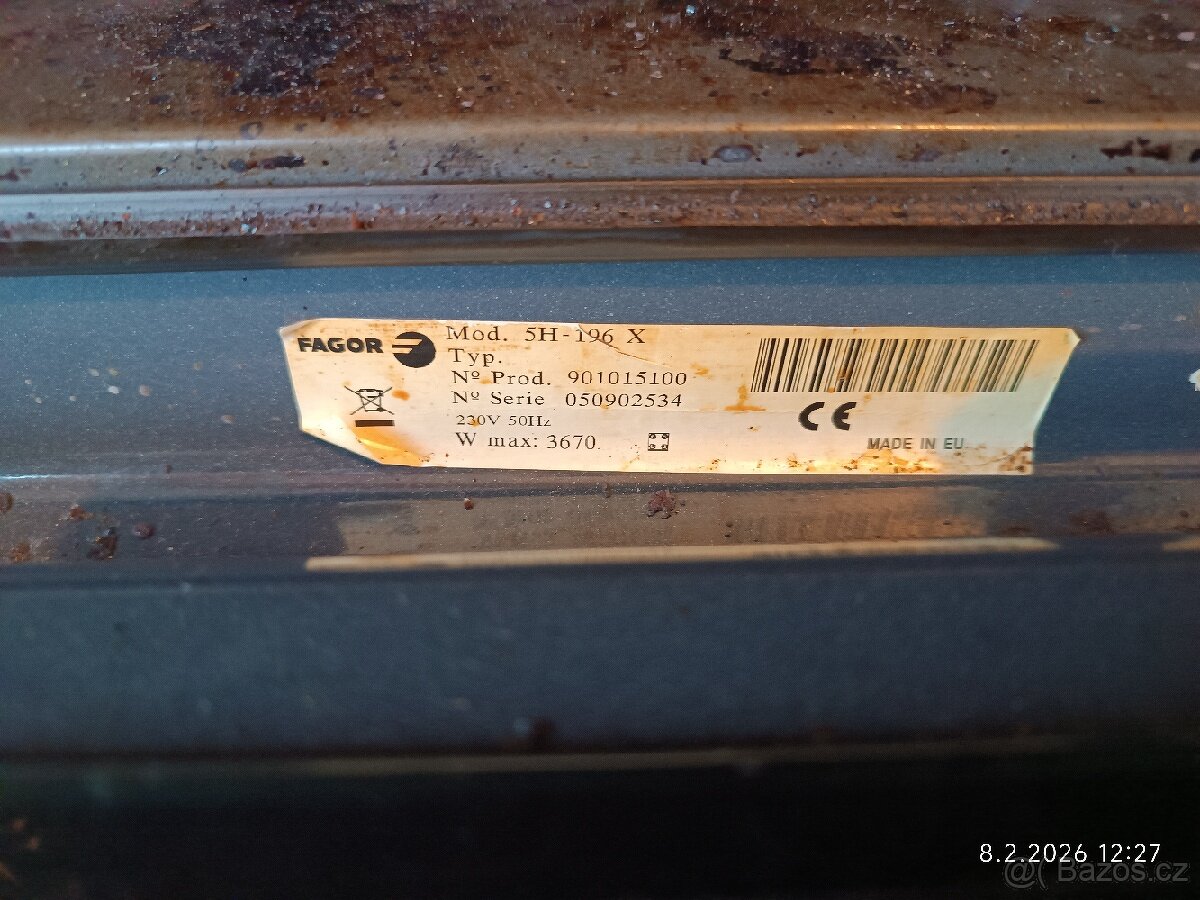 FAGOR
Mod. 5H-196 X
Typ.
Nº Prod. 901015100
Nº Serie 050902534
230V 50Hz
W max: 3670
CE
MADE IN EU
8.2.2026 12:27
@ Bazos.cz